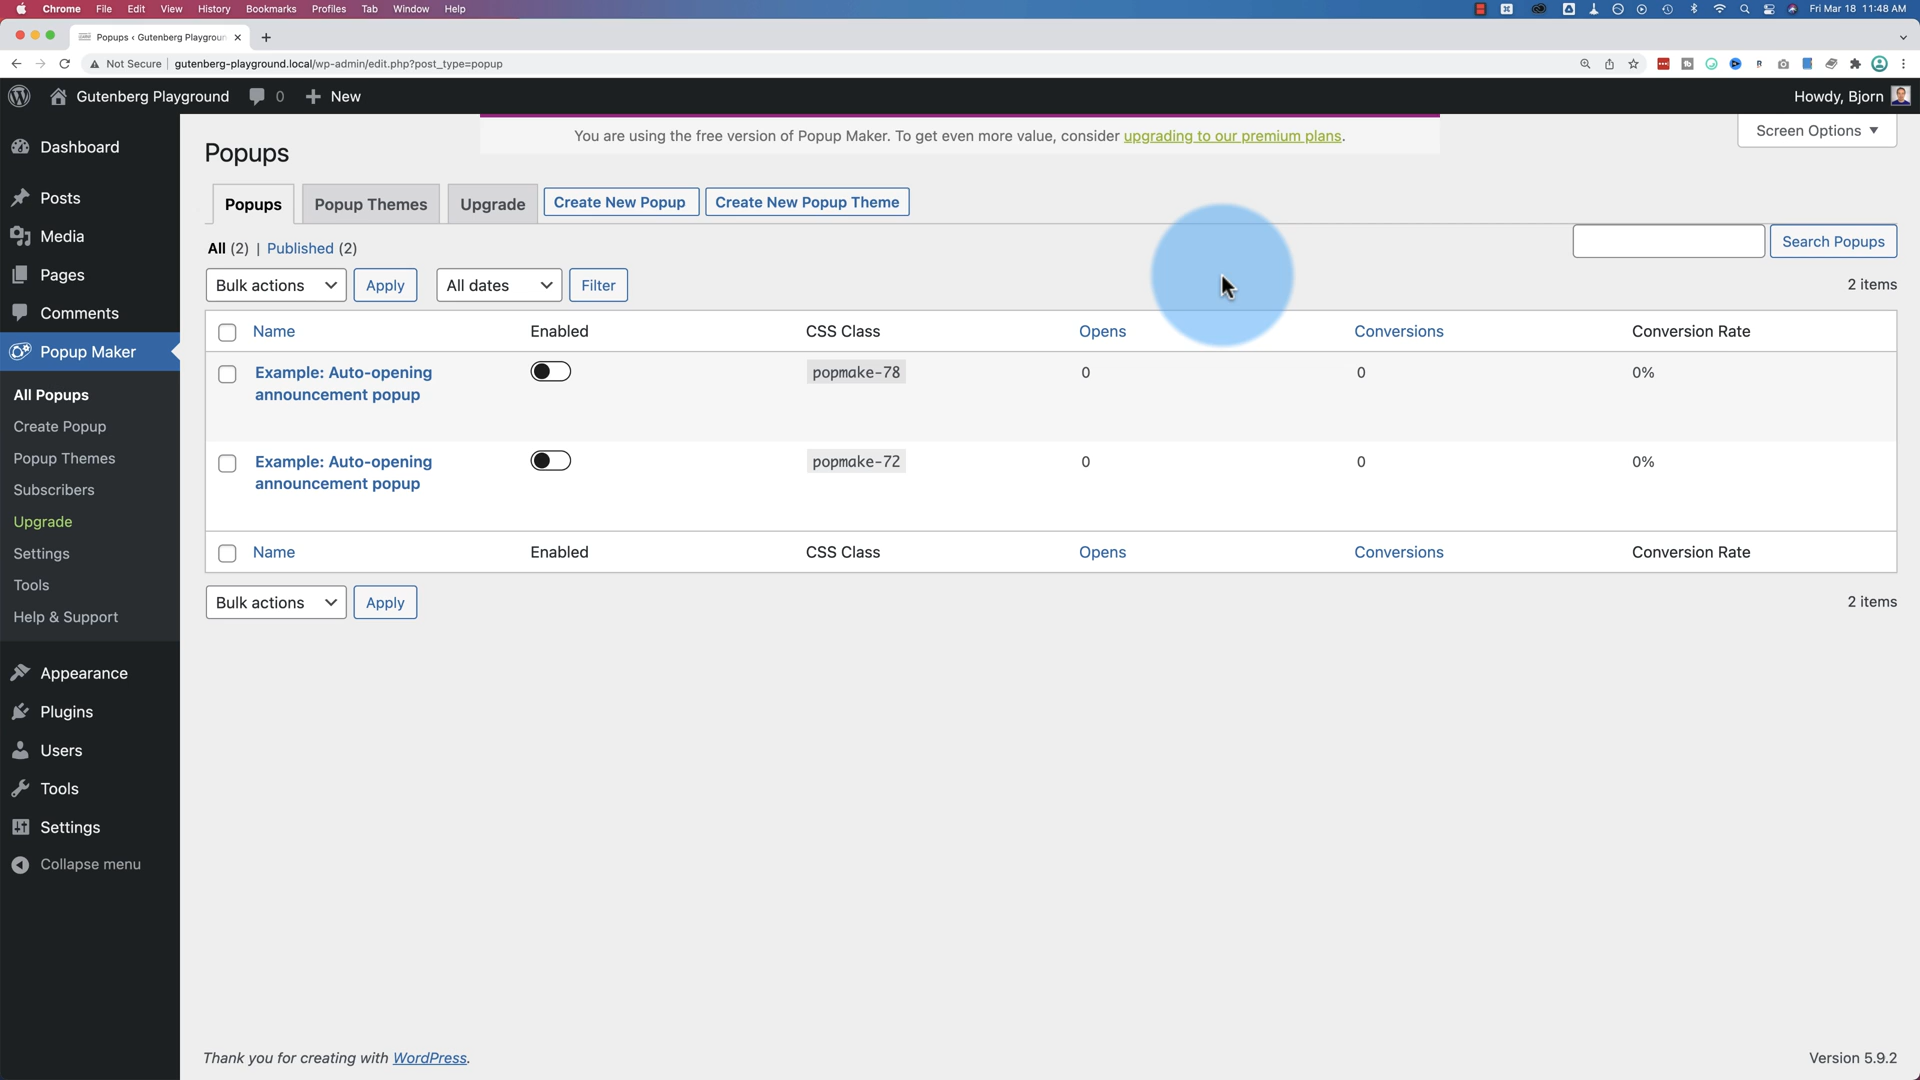 Chrome File Edit View History Bookmarks Profiles Tab Window Help Fri Mar 18 11:48 AM
Popups ‹ Gutenberg Playgroun
Not Secure gutenberg-playground.local/wp-admin/edit.php?post_type=popup
Gutenberg Playground 0 New Howdy, Bjorn
You are using the free version of Popup Maker. To get even more value, consider upgrading to our premium plans.
Screen Options
Dashboard
Posts
Media
Pages
Comments
Popup Maker
All Popups
Create Popup
Popup Themes
Subscribers
Upgrade
Settings
Tools
Help & Support
Appearance
Plugins
Users
Tools
Settings
Collapse menu
Popups
Popups Popup Themes Upgrade Create New Popup Create New Popup Theme
All (2) | Published (2)
Search Popups
Bulk actions Apply All dates Filter 2 items
Name Enabled CSS Class Opens Conversions Conversion Rate
Example: Auto-opening popmake-78 0 0 0%
announcement popup
Example: Auto-opening popmake-72 0 0 0%
announcement popup
Name Enabled CSS Class Opens Conversions Conversion Rate
Bulk actions Apply 2 items
Thank you for creating with WordPress. Version 5.9.2